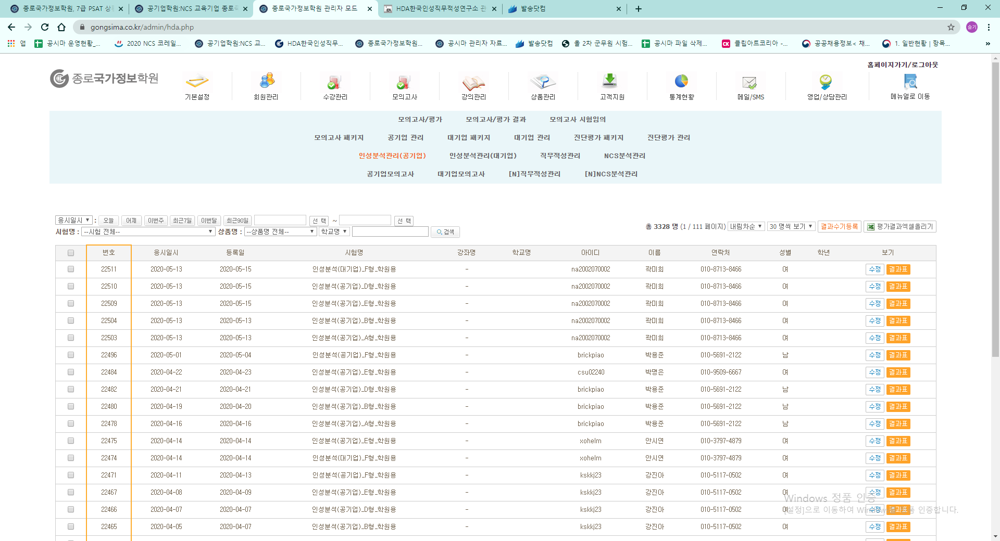 종로국가정보학원, 7급 PSAT 상
공기업학원:NCS 교육기업 종로
종로국가정보학원 관리자 모드
HDA한국인성직무적성연구소 관
발송닷컴
gongsima.co.kr/admin/hda.php
슬기
앱
공시마 운영현황_...
2020 NCS 코레일...
공기업학원:NCS 교...
HDA한국인성직무...
종로국가정보학원...
공시마 관리자 자료...
발송닷컴
올 2차 군무원 시험...
공시마 파일 삭제...
클립아트코리아 -...
공공채용정보< 채...
1. 일반현황 | 항목...
홈페이지가기/로그아웃
종로국가정보학원
기본설정
회원관리
수강관리
모의고사
강의관리
상품관리
고객지원
통계현황
메일/SMS
영업/상담관리
메뉴얼로 이동
모의고사/평가 모의고사/평가 결과 모의고사 시험임의
모의고사 패키지 공기업 관리 대기업 패키지 대기업 관리 진단평가 패키지 진단평가 관리
인성분석관리(공기업) 인성분석관리(대기업) 직무적성관리 NCS분석관리
공기업모의고사 대기업모의고사 [N]직무적성관리 [N]NCS분석관리
응시일시 : 오늘 어제 이번주 최근7일 이번달 최근90일 선 택 ~ 선 택
시험명 : --시험 전체-- 상품명 : --상품명 전체-- 학교명 검색
총 3328 명 (1 / 111 페이지) 내림차순 30 명씩 보기 결과수기등록 평가결과엑셀올리기
번호 응시일시 등록일 시험명 강좌명 학교명 아이디 이름 연락처 성별 학년 보기
22511 2020-05-13 2020-05-15 인성분석(대기업)_F형_학원용 - na2002070002 곽미희 010-8713-8466 여 수정 결과표
22510 2020-05-13 2020-05-15 인성분석(공기업)_D형_학원용 - na2002070002 곽미희 010-8713-8466 여 수정 결과표
22509 2020-05-13 2020-05-15 인성분석(공기업)_E형_학원용 - na2002070002 곽미희 010-8713-8466 여 수정 결과표
22504 2020-05-13 2020-05-13 인성분석(공기업)_B형_학원용 - na2002070002 곽미희 010-8713-8466 여 수정 결과표
22503 2020-05-13 2020-05-13 인성분석(공기업)_A형_학원용 - na2002070002 곽미희 010-8713-8466 여 수정 결과표
22496 2020-05-01 2020-05-04 인성분석(공기업)_F형_학원용 - brickpiao 박용준 010-5691-2122 남 수정 결과표
22484 2020-04-22 2020-04-23 인성분석(공기업)_E형_학원용 - csu02240 박명은 010-9509-6667 여 수정 결과표
22482 2020-04-21 2020-04-21 인성분석(공기업)_D형_학원용 - brickpiao 박용준 010-5691-2122 남 수정 결과표
22480 2020-04-19 2020-04-20 인성분석(공기업)_B형_학원용 - brickpiao 박용준 010-5691-2122 남 수정 결과표
22478 2020-04-16 2020-04-16 인성분석(공기업)_A형_학원용 - brickpiao 박용준 010-5691-2122 남 수정 결과표
22475 2020-04-14 2020-04-14 인성분석(공기업)_E형_학원용 - xohelm 안시연 010-3797-4879 여 수정 결과표
22474 2020-04-14 2020-04-14 인성분석(대기업)_F형_학원용 - xohelm 안시연 010-3797-4879 여 수정 결과표
22471 2020-04-11 2020-04-13 인성분석(공기업)_F형_학원용 - kskkj23 강진아 010-5117-0502 여 수정 결과표
22467 2020-04-08 2020-04-09 인성분석(공기업)_E형_학원용 - kskkj23 강진아 010-5117-0502 여 수정 결과표
22466 2020-04-07 2020-04-07 인성분석(공기업)_D형_학원용 - kskkj23 강진아 010-5117-0502 여 수정 결과표
22465 2020-04-05 2020-04-07 인성분석(공기업)_B형_학원용 - kskkj23 강진아 010-5117-0502 여 수정 결과표
Windows 정품 인증
[설정]으로 이동하여 Windows를 정품 인증합니다.